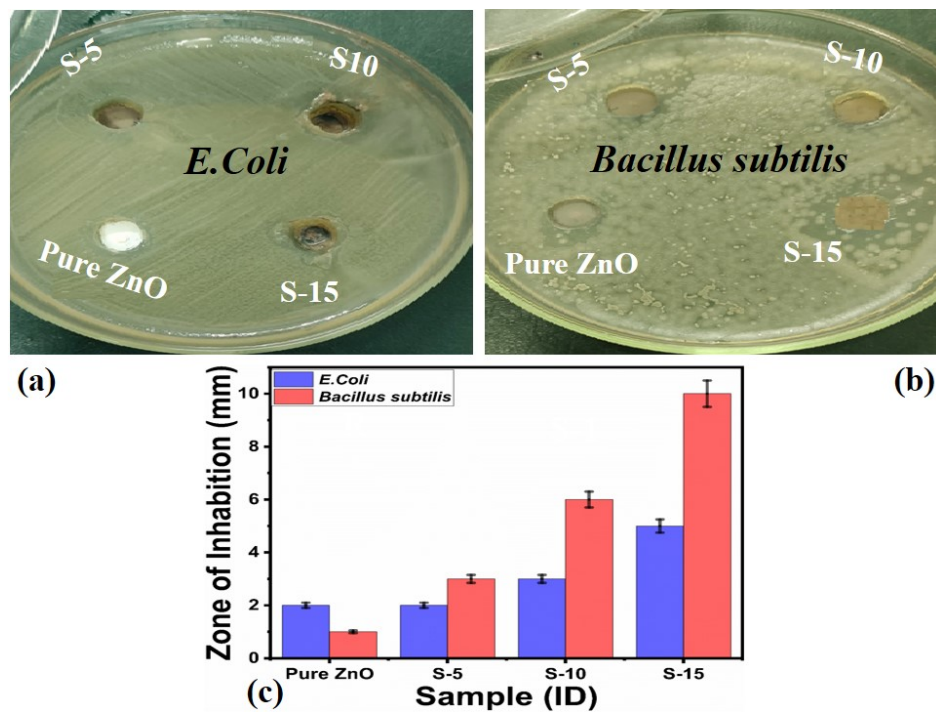 S-5
S10
E.Coli
Pure ZnO
S-15
(a)
S-5
S-10
Bacillus subtilis
Pure ZnO
S-15
(b)
E.Coli
Bacillus subtilis
Zone of Inhabition (mm)
10
8
6
4
2
0
Pure ZnO S-5 S-10 S-15
Sample (ID)
(c)